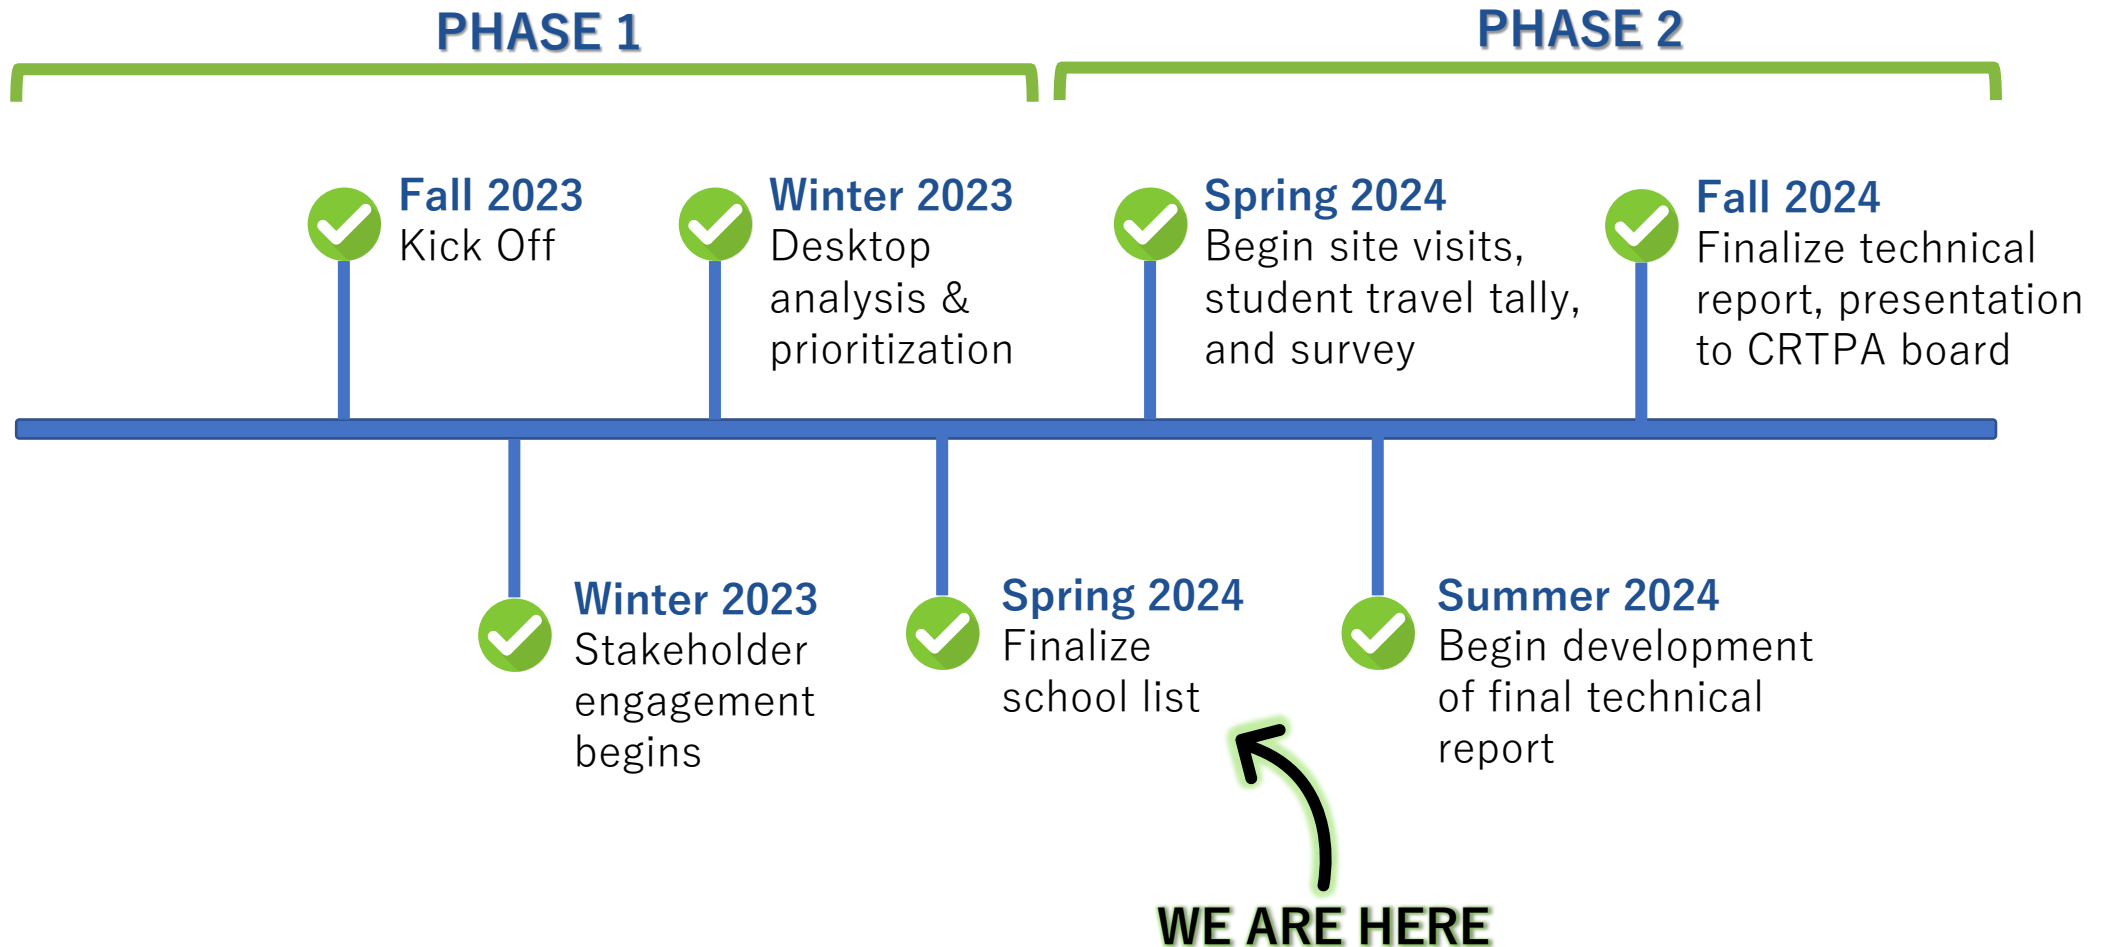 PHASE 1
PHASE 2
Fall 2023
Kick Off
Winter 2023
Desktop
analysis &
prioritization
Spring 2024
Begin site visits,
student travel tally,
and survey
Fall 2024
Finalize technical
report, presentation
to CRTPA board
Winter 2023
Stakeholder
engagement
begins
Spring 2024
Finalize
school list
Summer 2024
Begin development
of final technical
report
WE ARE HERE